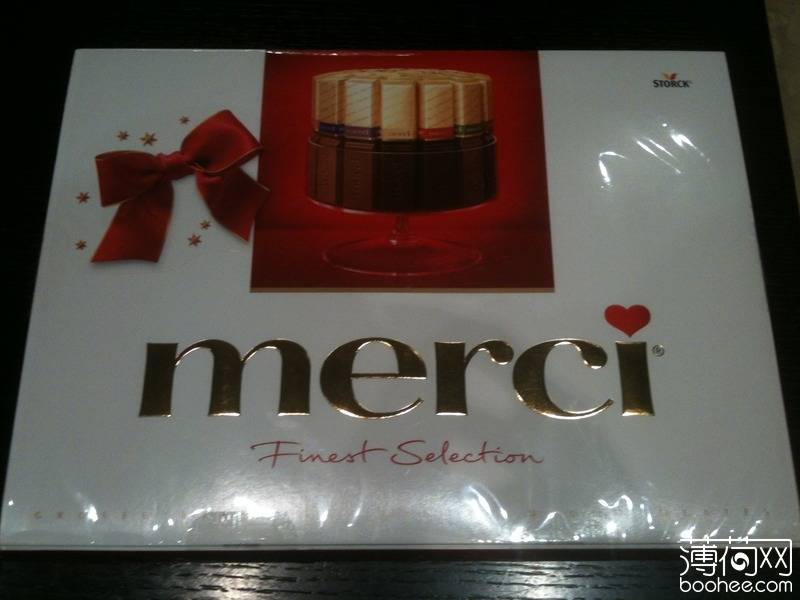 STORCK®
merci®
Finest Selection
薄荷网
boohee.com